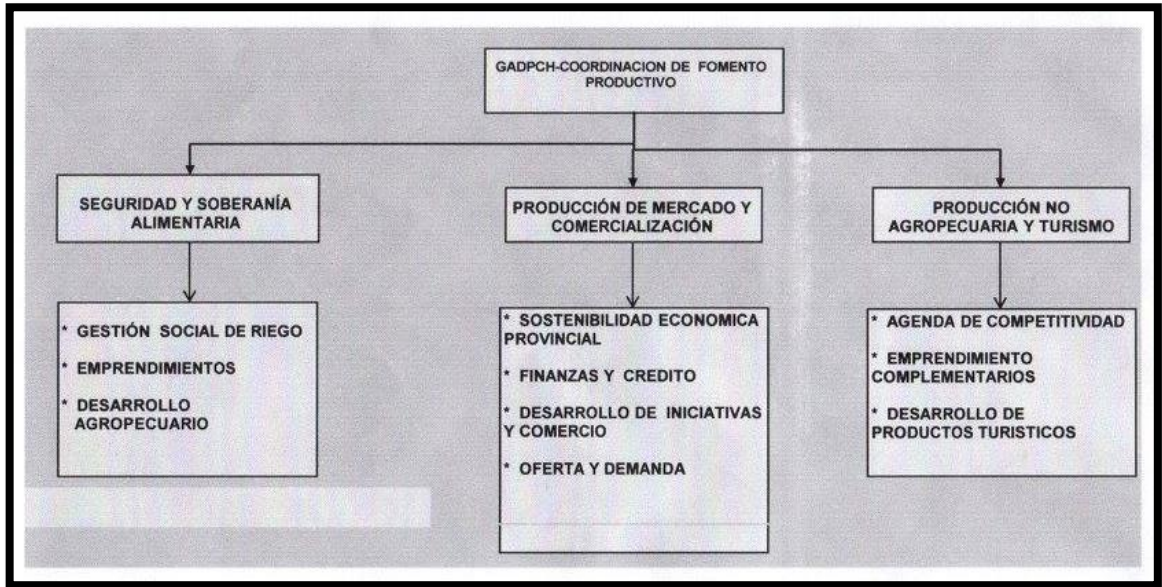 GADPCH-COORDINACION DE FOMENTO
PRODUCTIVO
SEGURIDAD Y SOBERANÍA
ALIMENTARIA
PRODUCCIÓN DE MERCADO Y
COMERCIALIZACIÓN
PRODUCCIÓN NO
AGROPECUARIA Y TURISMO
* GESTIÓN SOCIAL DE RIEGO
* EMPRENDIMIENTOS
* DESARROLLO
AGROPECUARIO
* SOSTENIBILIDAD ECONOMICA
PROVINCIAL
* FINANZAS Y CREDITO
* DESARROLLO DE INICIATIVAS
Y COMERCIO
* OFERTA Y DEMANDA
* AGENDA DE COMPETITIVIDAD
* EMPRENDIMIENTO
COMPLEMENTARIOS
* DESARROLLO DE
PRODUCTOS TURISTICOS